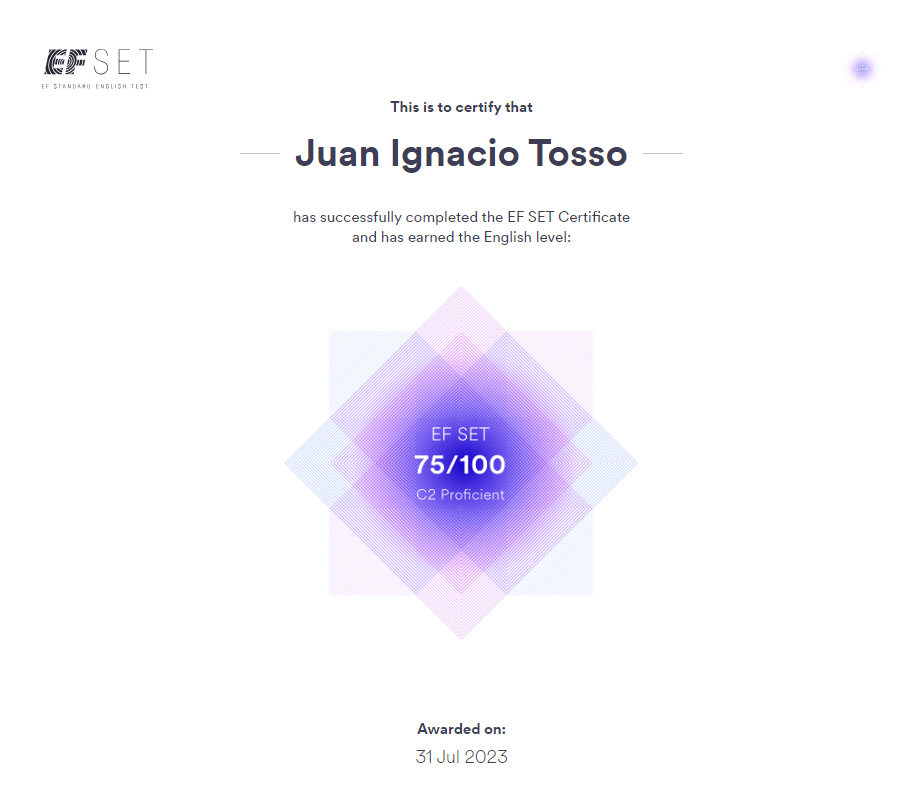 EF SET
EF STANDARD ENGLISH TEST
This is to certify that
Juan Ignacio Tosso
has successfully completed the EF SET Certificate
and has earned the English level:
EF SET
75/100
C2 Proficient
Awarded on:
31 Jul 2023